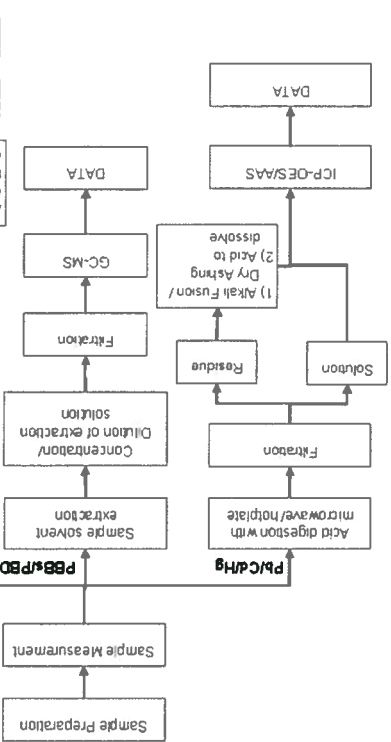 Sample Preparation
Sample Measurement
Pb/Cd/Hg
PBBs/PBD
Acid digestion with
microwave/hotplate
Filtration
Solution
Residue
1) Alkali Fusion /
Dry Ashing
2) Acid to
dissolve
ICP-OES/AAS
DATA
Sample solvent
extraction
Concentration/
Dilution of extraction
solution
Filtration
GC-MS
DATA